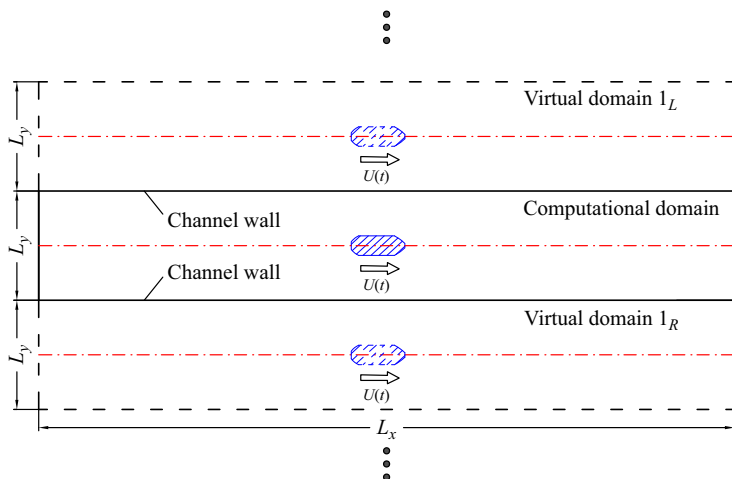 Virtual domain 1_L
L_y
U(t)
Channel wall
Computational domain
L_y
Channel wall
U(t)
Virtual domain 1_R
L_y
U(t)
L_x